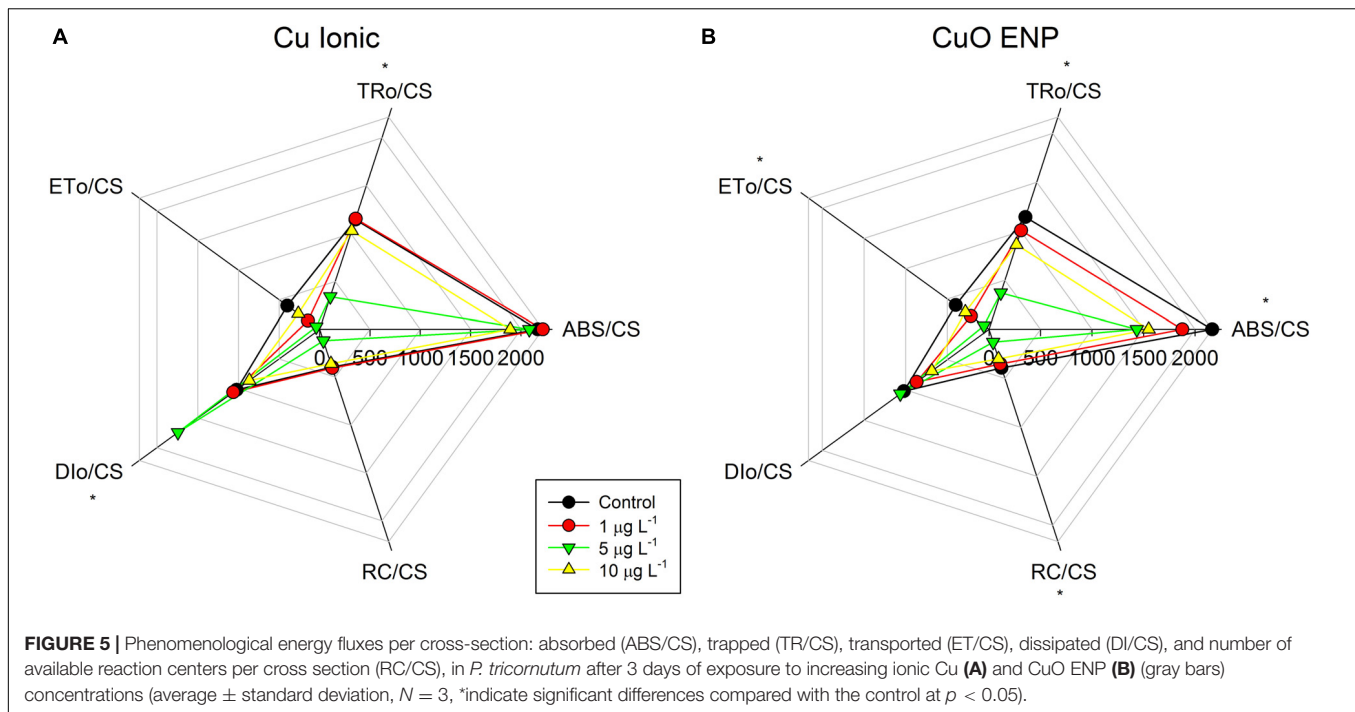 A
Cu Ionic
*
TRo/CS
ETo/CS
ABS/CS
0 500 1000 1500 2000
DIo/CS
*
RC/CS
B
CuO ENP
*
TRo/CS
*
ETo/CS
*
ABS/CS
0 500 1000 1500 2000
DIo/CS
RC/CS
*
Control
1 µg L⁻¹
5 µg L⁻¹
10 µg L⁻¹
FIGURE 5 | Phenomenological energy fluxes per cross-section: absorbed (ABS/CS), trapped (TR/CS), transported (ET/CS), dissipated (DI/CS), and number of
available reaction centers per cross section (RC/CS), in P. tricornutum after 3 days of exposure to increasing ionic Cu (A) and CuO ENP (B) (gray bars)
concentrations (average ± standard deviation, N = 3, *indicate significant differences compared with the control at p < 0.05).